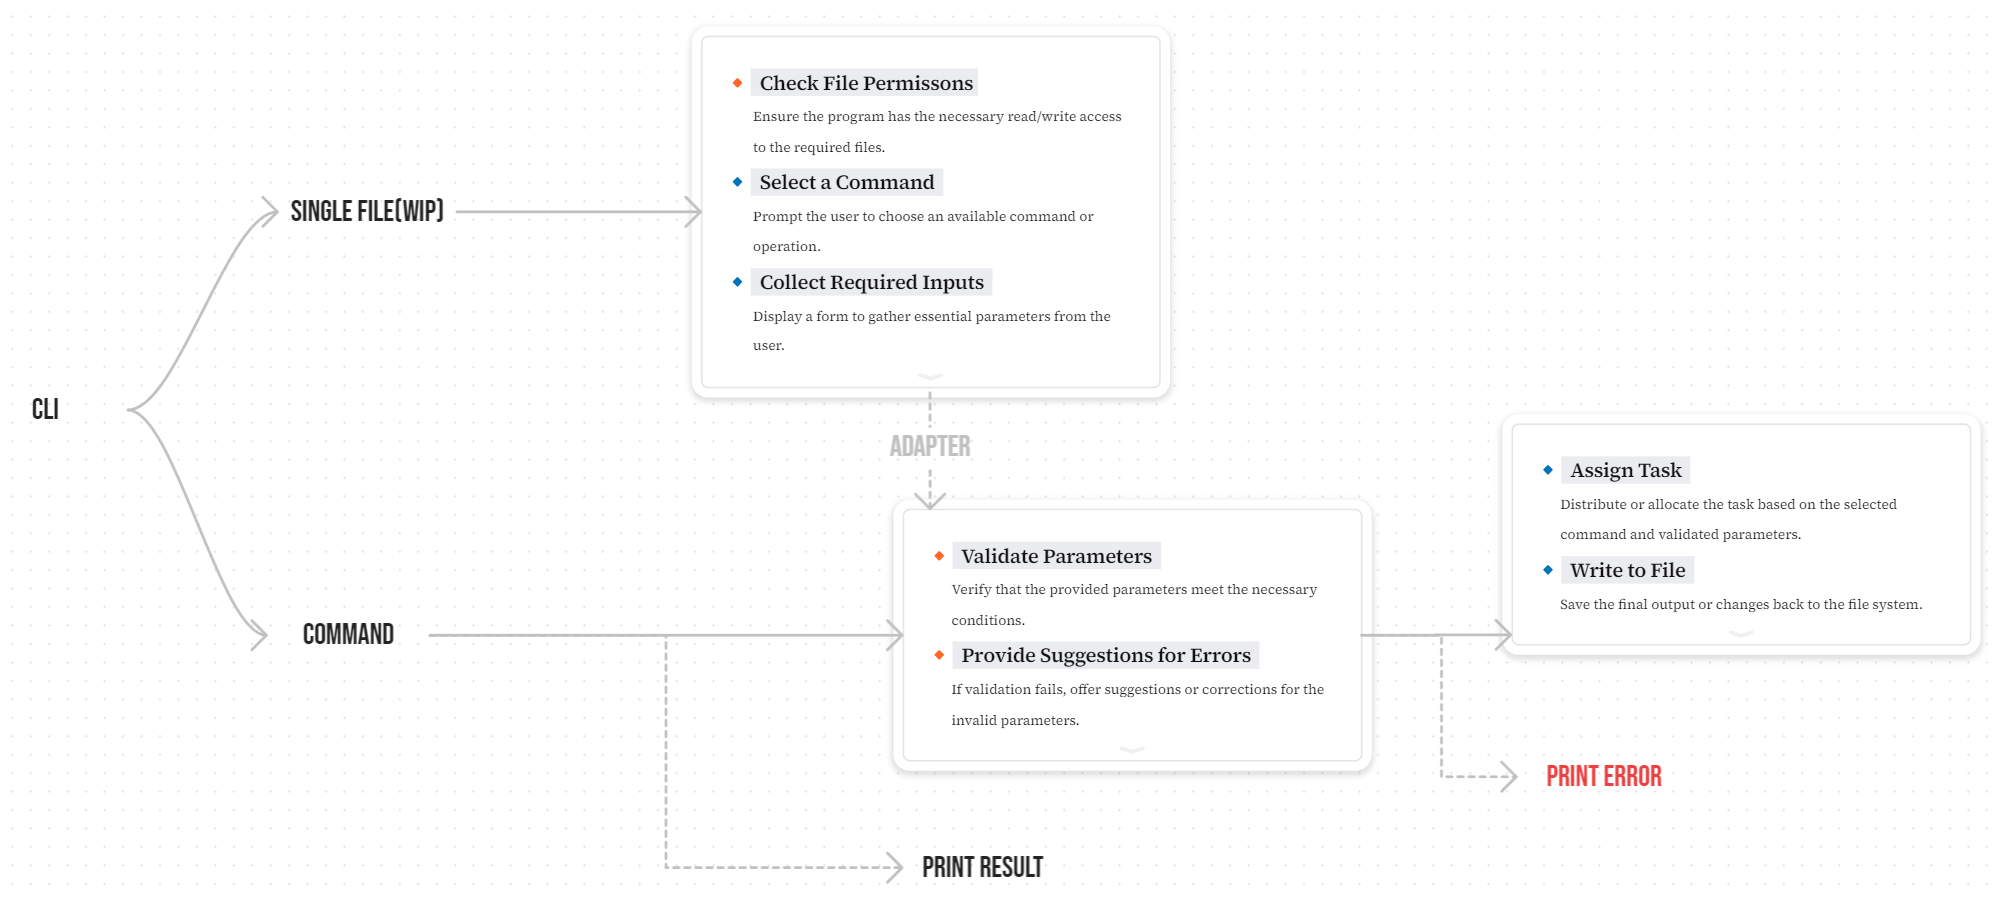 Check File Permissons
Ensure the program has the necessary read/write access
to the required files.
Select a Command
Prompt the user to choose an available command or
operation.
Collect Required Inputs
Display a form to gather essential parameters from the
user.
SINGLE FILE(WIP)
CLI
ADAPTER
COMMAND
Validate Parameters
Verify that the provided parameters meet the necessary
conditions.
Provide Suggestions for Errors
If validation fails, offer suggestions or corrections for the
invalid parameters.
Assign Task
Distribute or allocate the task based on the selected
command and validated parameters.
Write to File
Save the final output or changes back to the file system.
PRINT ERROR
PRINT RESULT